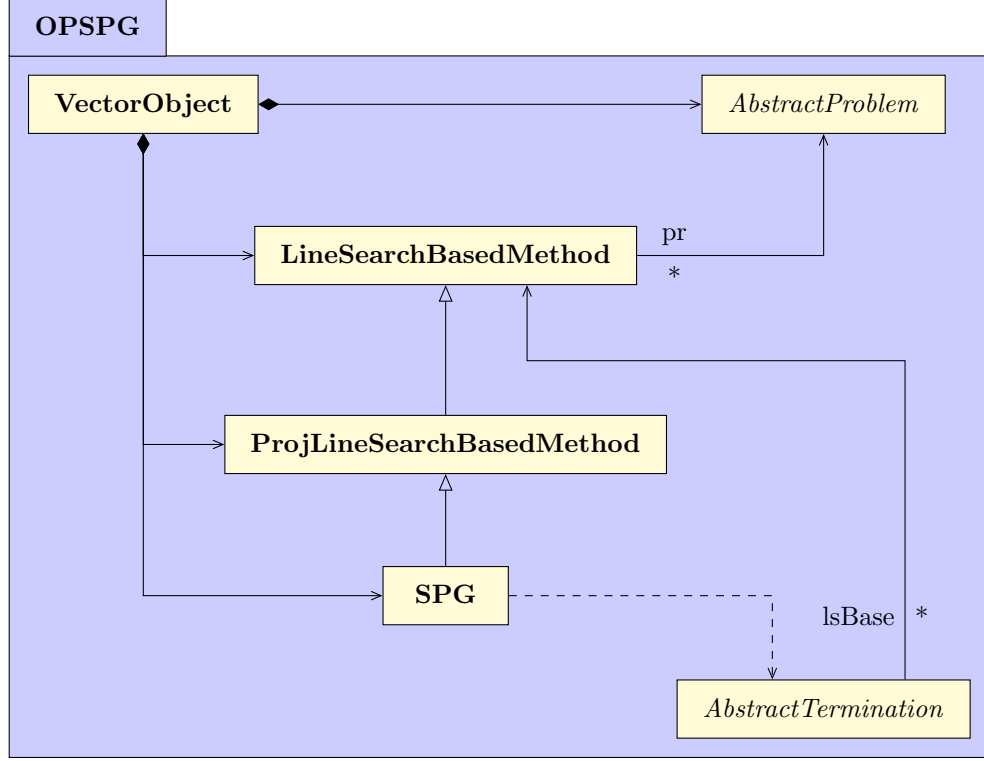 OPSPG
VectorObject
AbstractProblem
pr
LineSearchBasedMethod
*
ProjLineSearchBasedMethod
SPG
lsBase *
AbstractTermination